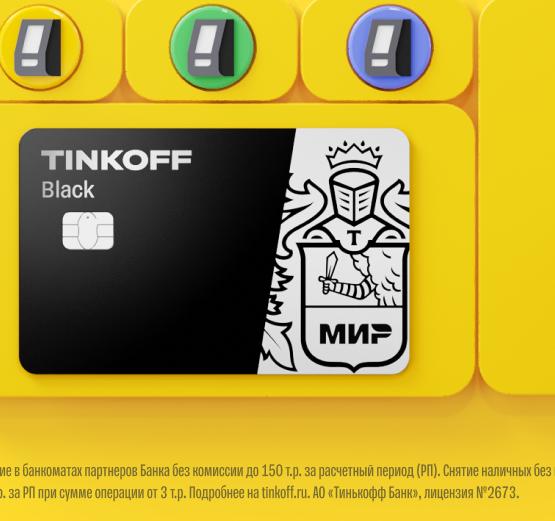 TINKOFF
Black
T
МИР
ие в банкоматах партнеров Банка без комиссии до 150 т.р. за расчетный период (РП). Снятие наличных без
р. за РП при сумме операции от 3 т.р. Подробнее на tinkoff.ru. АО «Тинькофф Банк», лицензия №2673.